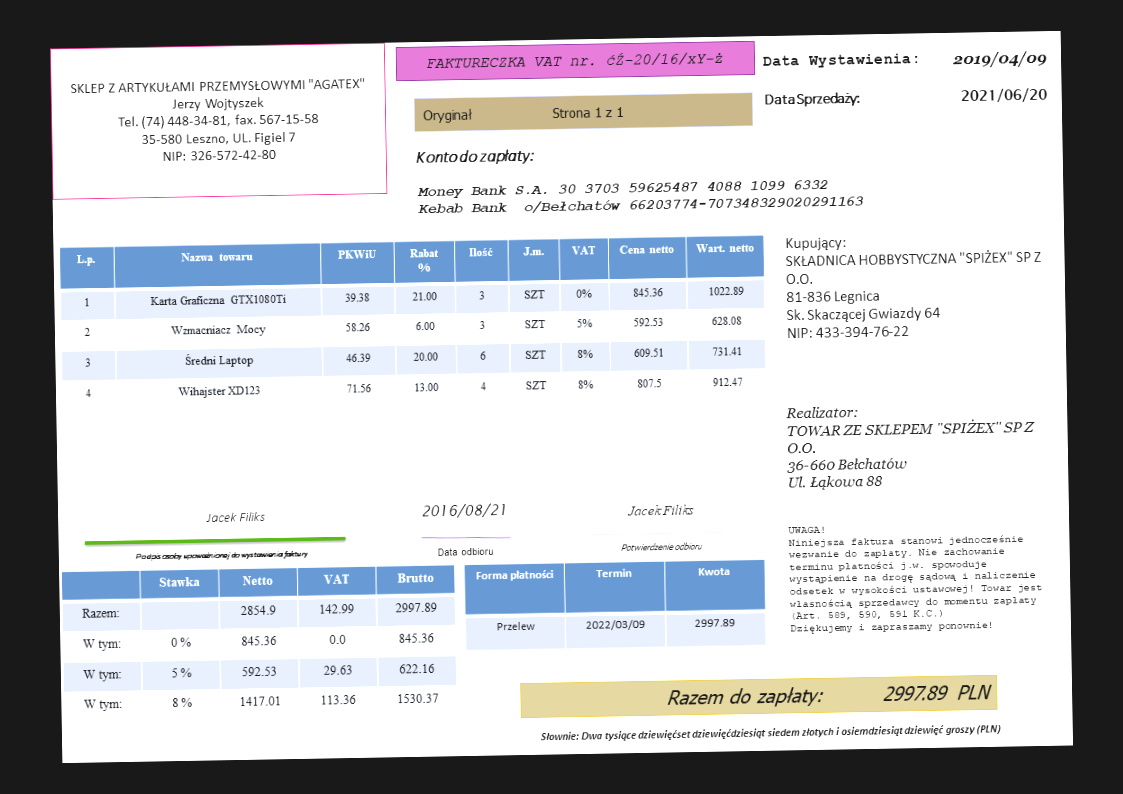 SKLEP Z ARTYKUŁAMI PRZEMYSŁOWYMI "AGATEX"
Jerzy Wojtyszek
Tel. (74) 448-34-81, fax. 567-15-58
35-580 Leszno, UL. Figiel 7
NIP: 326-572-42-80
FAKTURECZKA VAT nr. ćŹ-20/16/xY-ż
Data Wystawienia: 2019/04/09
Oryginał Strona 1 z 1
Data Sprzedaży: 2021/06/20
Konto do zapłaty:
Money Bank S.A. 30 3703 59625487 4088 1099 6332
Kebab Bank o/Bełchatów 66203774-707348329020291163
L.p. Nazwa towaru PKWiU Rabat % Ilość J.m. VAT Cena netto Wart. netto
1 Karta Graficzna GTX1080Ti 39.38 21.00 3 SZT 0% 845.36 1022.89
2 Wzmacniacz Mocy 58.26 6.00 3 SZT 5% 592.53 628.08
3 Średni Laptop 46.39 20.00 6 SZT 8% 609.51 731.41
4 Wihajster XD123 71.56 13.00 4 SZT 8% 807.5 912.47
Kupujący:
SKŁADNICA HOBBYSTYCZNA "SPIŻEX" SP Z
O.O.
81-836 Legnica
Sk. Skaczącej Gwiazdy 64
NIP: 433-394-76-22
Realizator:
TOWAR ZE SKLEPEM "SPIŻEX" SP Z
O.O.
36-660 Bełchatów
Ul. Łąkowa 88
Jacek Filiks
Podpis osoby upoważnionej do wystawienia faktury
2016/08/21
Data odbioru
Jacek Filiks
Potwierdzenie odbioru
UWAGA!
Niniejsza faktura stanowi jednocześnie
wezwanie do zapłaty. Nie zachowanie
terminu płatności j.w. spowoduje
wystąpienie na drogę sądową i naliczenie
odsetek w wysokości ustawowej! Towar jest
własnością sprzedawcy do momentu zapłaty
(Art. 589, 590, 591 K.C.)
Dziękujemy i zapraszamy ponownie!
Stawka Netto VAT Brutto
Razem: 2854.9 142.99 2997.89
W tym: 0 % 845.36 0.0 845.36
W tym: 5 % 592.53 29.63 622.16
W tym: 8 % 1417.01 113.36 1530.37
Forma płatności Termin Kwota
Przelew 2022/03/09 2997.89
Razem do zapłaty: 2997.89 PLN
Słownie: Dwa tysiące dziewięćset dziewięćdziesiąt siedem złotych i osiemdziesiąt dziewięć groszy (PLN)